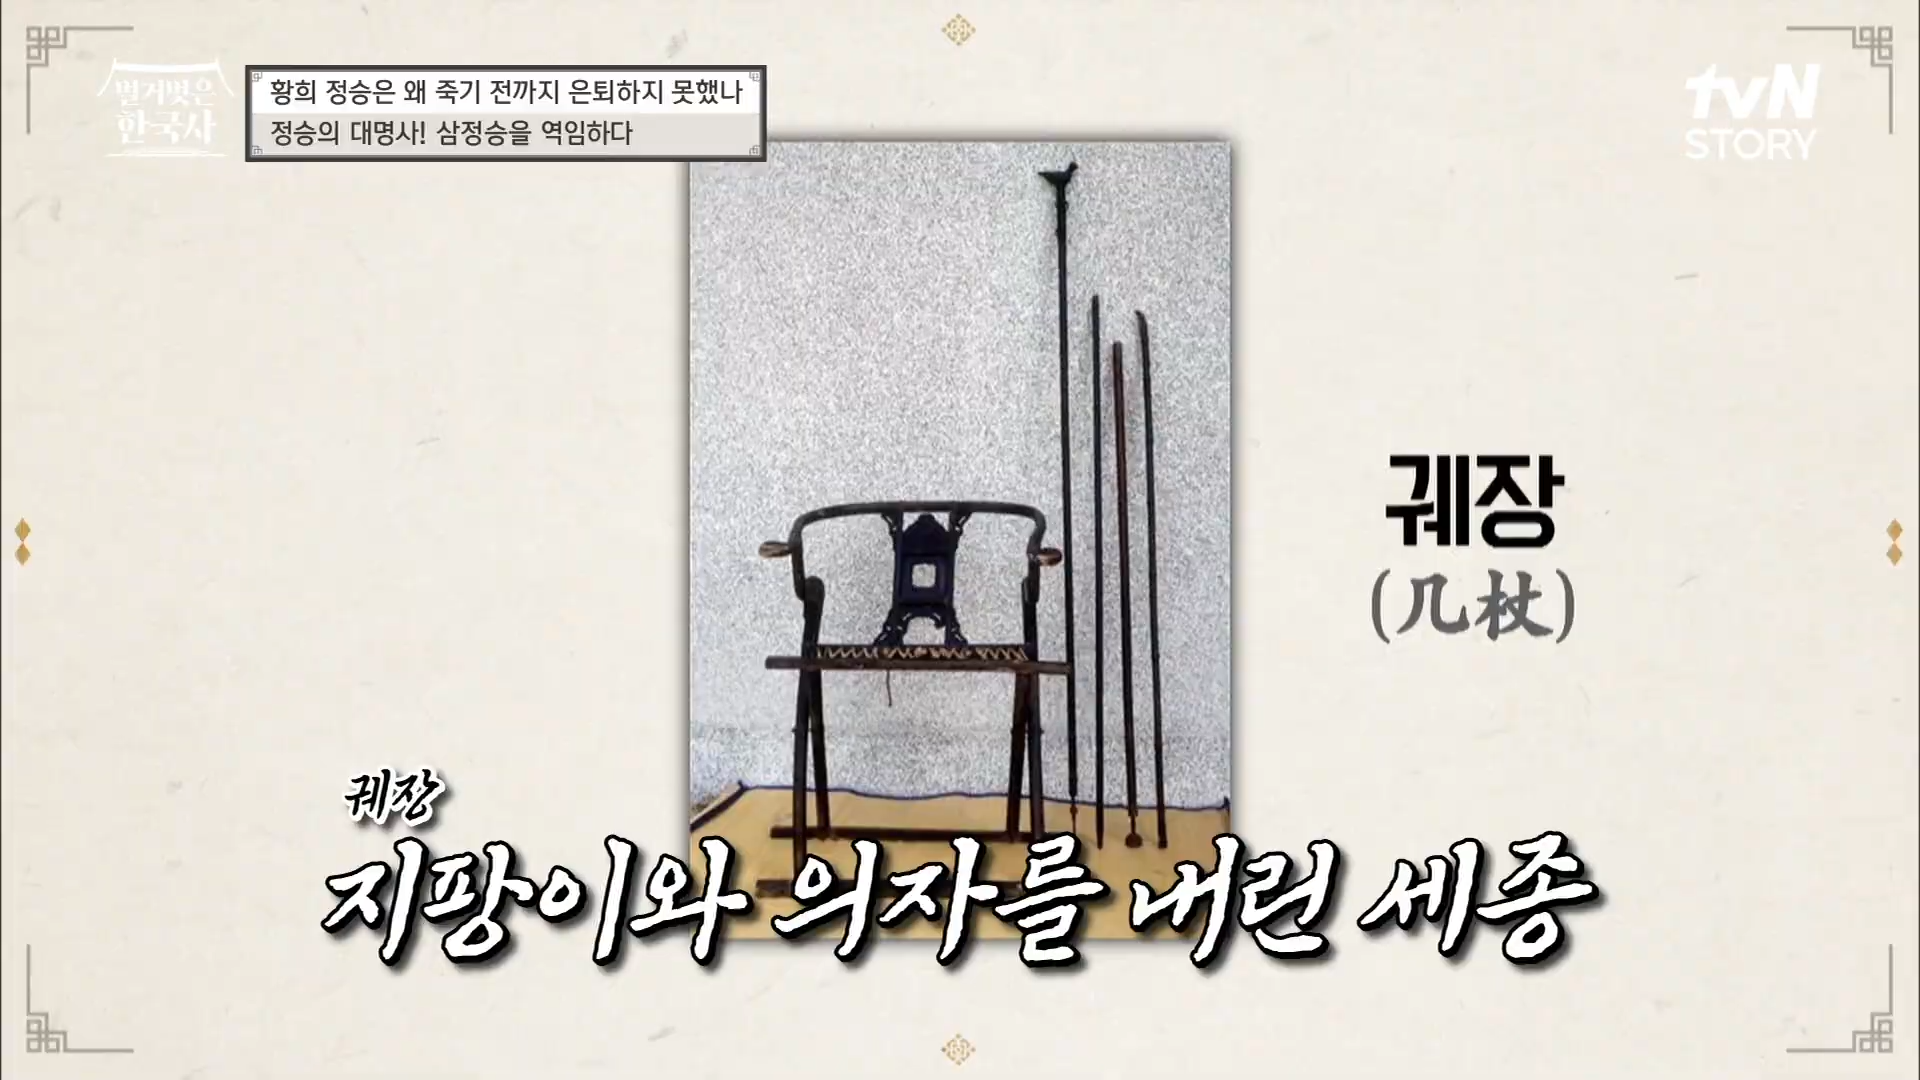 벌거벗은
한국사
황희 정승은 왜 죽기 전까지 은퇴하지 못했나
정승의 대명사! 삼정승을 역임하다
tvN
STORY
궤장
(几杖)
궤장
지팡이와 의자를 내린 세종